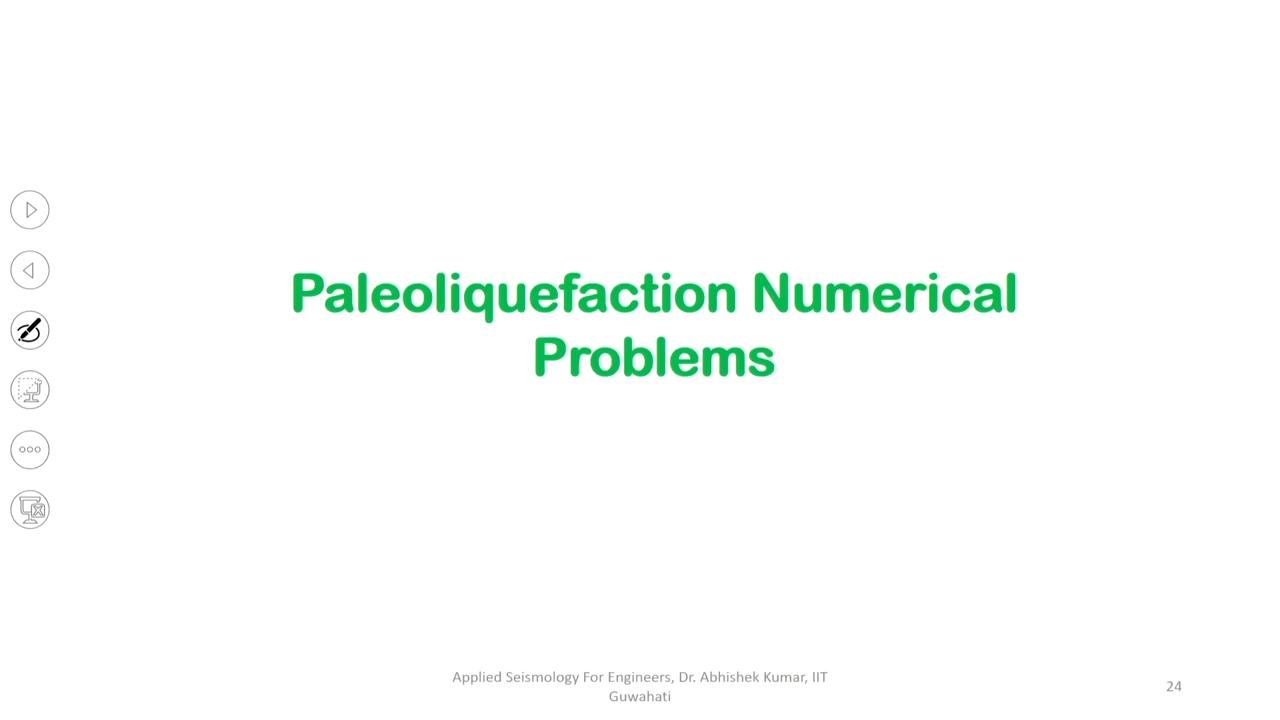 Paleoliquefaction Numerical
Problems
Applied Seismology For Engineers, Dr. Abhishek Kumar, IIT
Guwahati
24